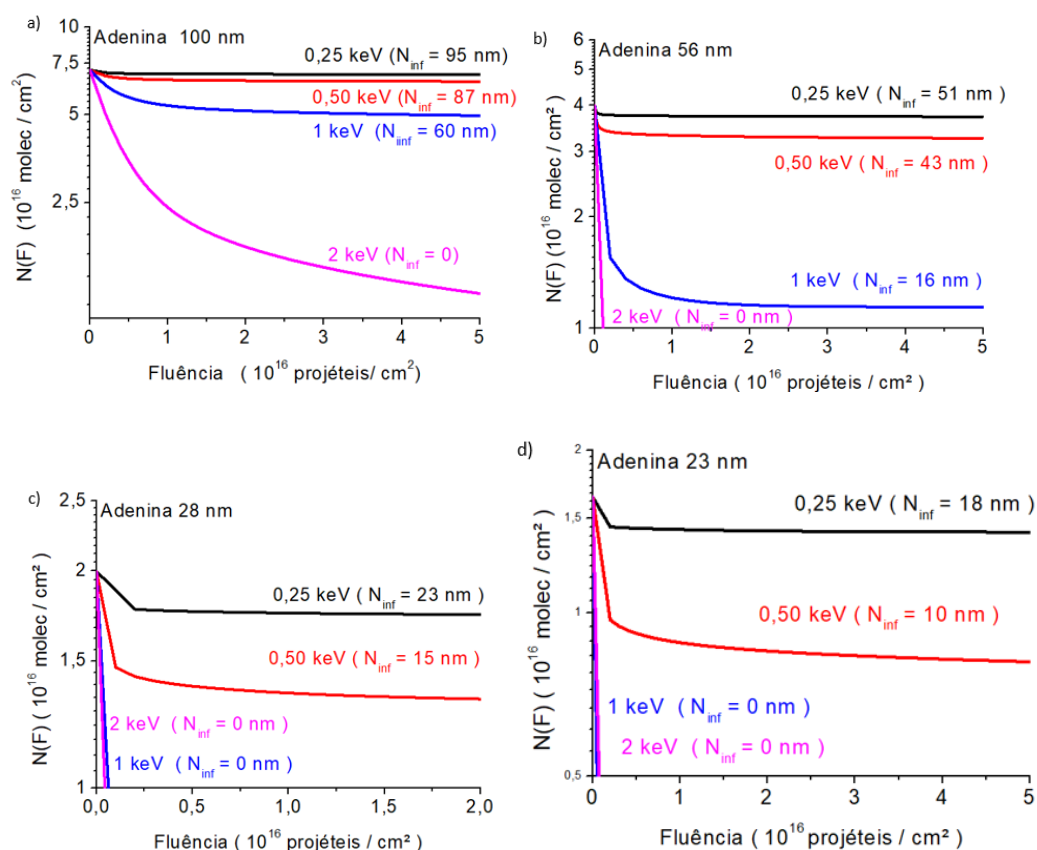 a)
Adenina 100 nm
0,25 keV (N_inf = 95 nm)
0,50 keV (N_inf = 87 nm)
1 keV (N_iinf = 60 nm)
2 keV (N_inf = 0)
N(F) (10^16 molec / cm^2)
10
7,5
5
2,5
0 1 2 3 4 5
Fluência ( 10^16 projéteis/ cm^2)
b)
Adenina 56 nm
0,25 keV ( N_inf = 51 nm )
0,50 keV ( N_inf = 43 nm )
1 keV ( N_inf = 16 nm )
2 keV ( N_inf = 0 nm )
N(F) (10^16 molec / cm²)
6
5
4
3
2
1
0 1 2 3 4 5
Fluência ( 10^16 projéteis / cm²)
c)
Adenina 28 nm
0,25 keV ( N_inf = 23 nm )
0,50 keV ( N_inf = 15 nm )
2 keV ( N_inf = 0 nm )
1 keV ( N_inf = 0 nm )
N(F) ( 10^16 molec / cm² )
2,5
2
1,5
1
0,0 0,5 1,0 1,5 2,0
Fluência ( 10^16 projéteis / cm² )
d)
Adenina 23 nm
0,25 keV ( N_inf = 18 nm )
0,50 keV ( N_inf = 10 nm )
1 keV ( N_inf = 0 nm )
2 keV ( N_inf = 0 nm )
N(F) ( 10^16 molec / cm² )
2
1,5
1
0,5
0 1 2 3 4 5
Fluência ( 10^16 projéteis / cm² )